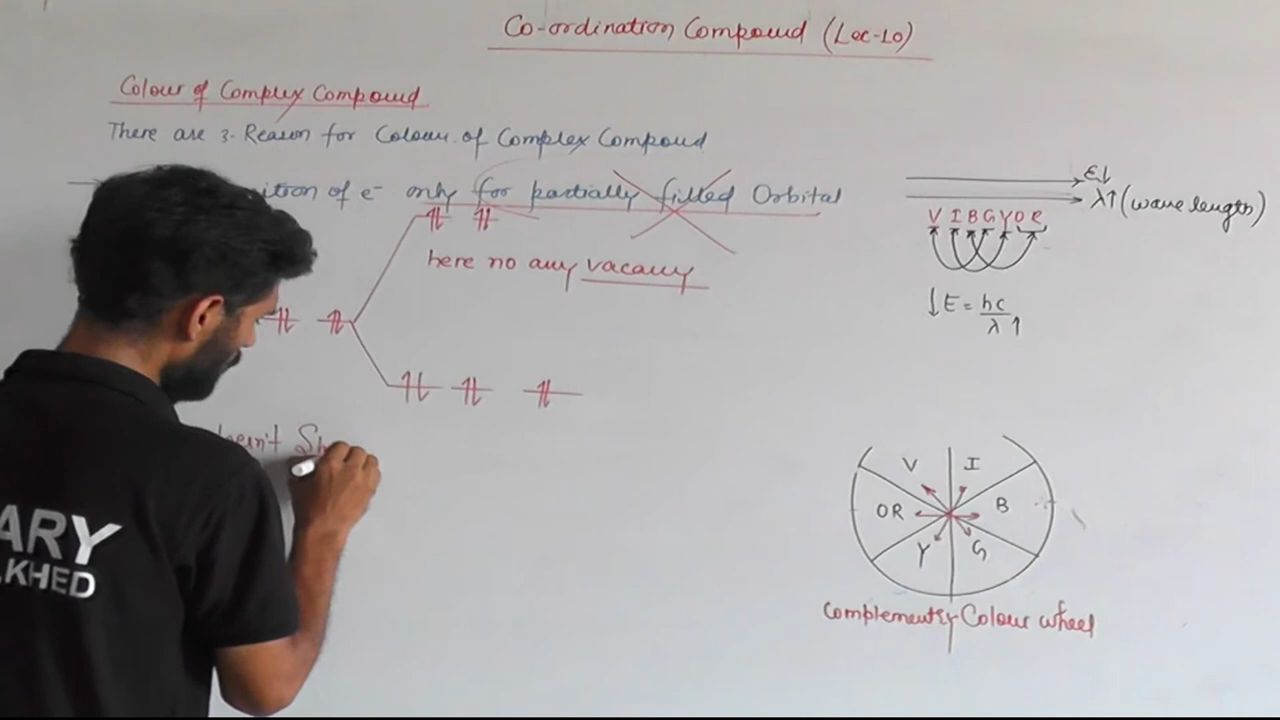 Co-ordination Compound (Lec-10)
Colour of Complex Compound
There are 3. Reason for Colour of Complex Compound
of e- only for partially filled Orbital
here no any vacancy
E↓
λ↑ (wave length)
V I B G Y O R
↓E = hc/λ↑
V I
OR B
Y G
Complementry Colour wheel
ARY
KHED